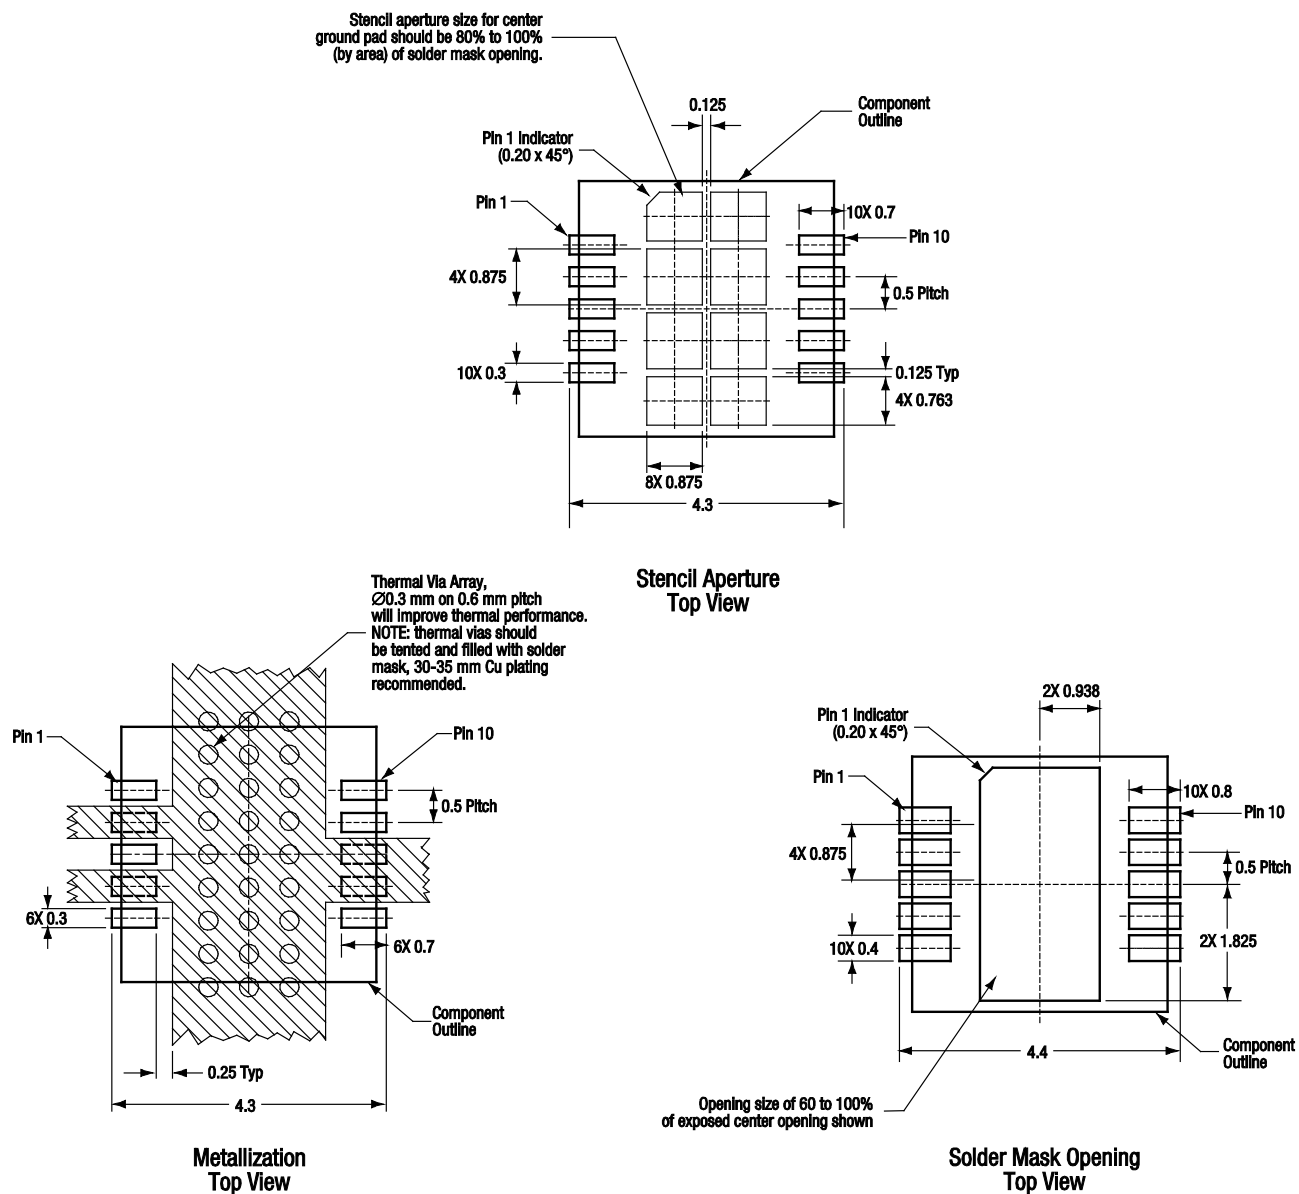 Stencil aperture size for center
ground pad should be 80% to 100%
(by area) of solder mask opening.
0.125
Component
Outline
Pin 1 Indicator
(0.20 x 45°)
Pin 1
10X 0.7
Pin 10
4X 0.875
0.5 Pitch
10X 0.3
0.125 Typ
4X 0.763
8X 0.875
4.3
Stencil Aperture
Top View
Thermal Via Array,
Ø0.3 mm on 0.6 mm pitch
will improve thermal performance.
NOTE: thermal vias should
be tented and filled with solder
mask, 30-35 mm Cu plating
recommended.
Pin 1
Pin 10
0.5 Pitch
6X 0.3
6X 0.7
Component
Outline
0.25 Typ
4.3
Metallization
Top View
2X 0.938
Pin 1 Indicator
(0.20 x 45°)
Pin 1
10X 0.8
Pin 10
4X 0.875
0.5 Pitch
10X 0.4
2X 1.825
4.4
Component
Outline
Opening size of 60 to 100%
of exposed center opening shown
Solder Mask Opening
Top View